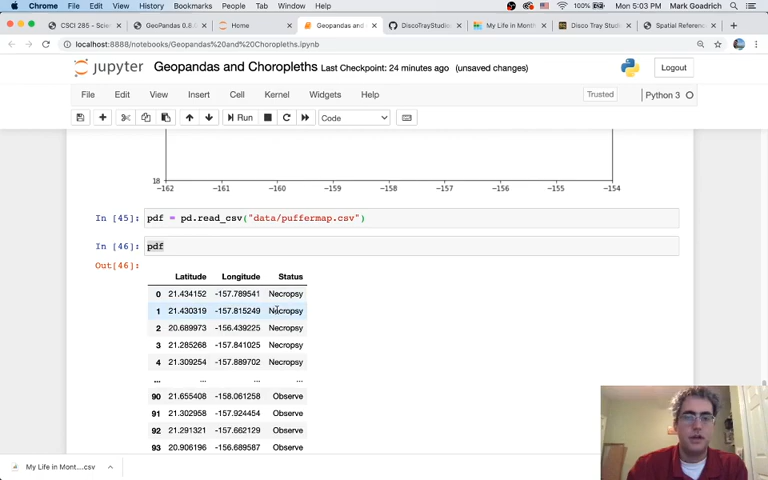 Chrome File Edit View History Bookmarks People Tab Window Help 100% Mon 5:03 PM Mark Goadrich
CSCI 285 - Scie GeoPandas 0.8. Home Geopandas and DiscoTrayStudios My Life in Month Disco Tray Studi Spatial Referenc
localhost:8888/notebooks/Geopandas%20and%20Choropleths.ipynb
jupyter Geopandas and Choropleths Last Checkpoint: 24 minutes ago (unsaved changes) Logout
File Edit View Insert Cell Kernel Widgets Help Trusted Python 3
Run Code
18
-162 -161 -160 -159 -158 -157 -156 -155 -154
In [45]: pdf = pd.read_csv("data/puffermap.csv")
In [46]: pdf
Out[46]:
Latitude Longitude Status
0 21.434152 -157.789541 Necropsy
1 21.430319 -157.815249 Necropsy
2 20.689973 -156.439225 Necropsy
3 21.285268 -157.841025 Necropsy
4 21.309254 -157.889702 Necropsy
... ... ... ...
90 21.655408 -158.061258 Observe
91 21.302958 -157.924454 Observe
92 21.291321 -157.662129 Observe
93 20.906196 -156.689587 Observe
My Life in Mont....csv